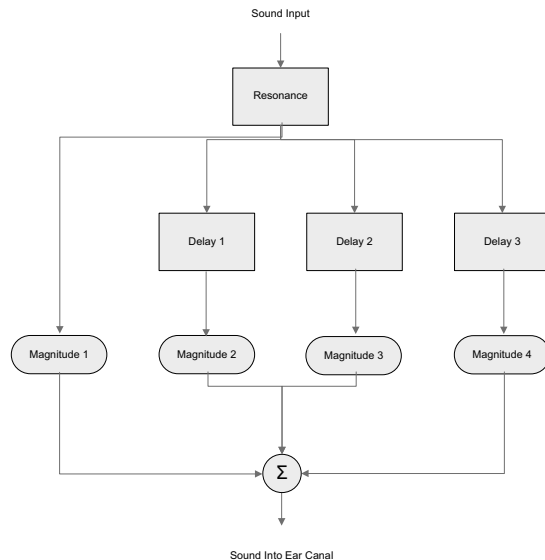 Sound Input
Resonance
Delay 1
Delay 2
Delay 3
Magnitude 1
Magnitude 2
Magnitude 3
Magnitude 4
Σ
Sound Into Ear Canal